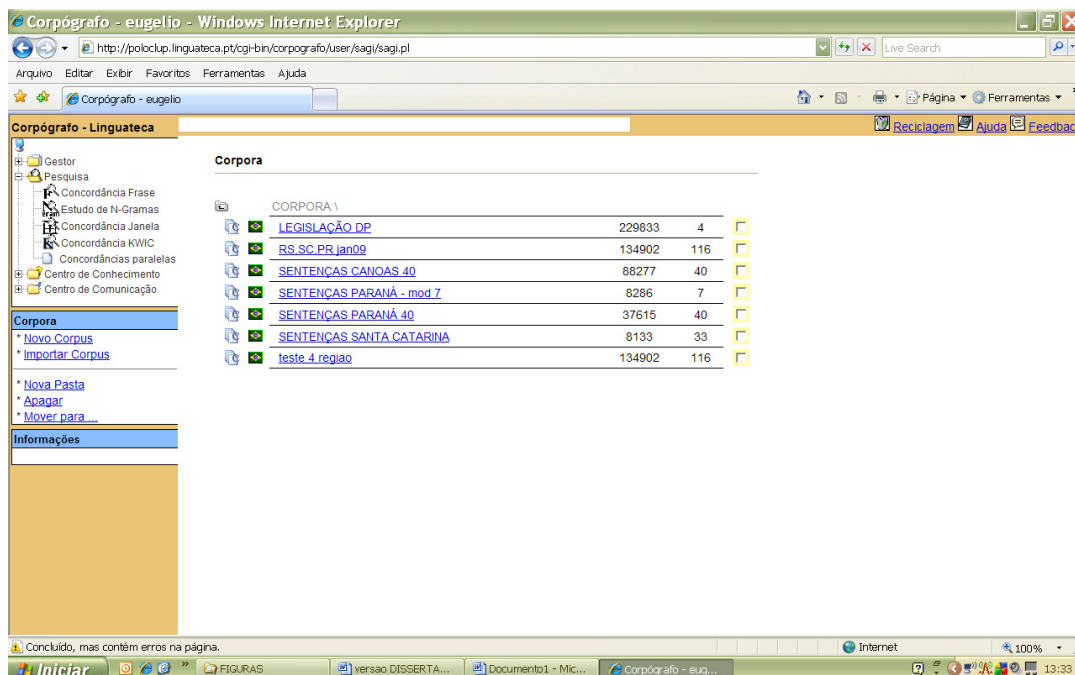 Corpógrafo - eugelio - Windows Internet Explorer
http://poloclup.linguateca.pt/cgi-bin/corpografo/user/sagi/sagi.pl
Live Search
Arquivo Editar Exibir Favoritos Ferramentas Ajuda
Corpógrafo - eugelio
Página Ferramentas
Corpógrafo - Linguateca
Reciclagem Ajuda Feedbac
Gestor
Pesquisa
Concordância Frase
Estudo de N-Gramas
Concordância Janela
Concordância KWIC
Concordâncias paralelas
Centro de Conhecimento
Centro de Comunicação
Corpora
* Novo Corpus
* Importar Corpus
* Nova Pasta
* Apagar
* Mover para ...
Informações
Corpora
CORPORA:\
LEGISLAÇÃO DP 229833 4
RS,SC,PR jan09 134902 116
SENTENÇAS CANOAS 40 88277 40
SENTENÇAS PARANÁ - mod 7 8286 7
SENTENÇAS PARANÁ 40 37615 40
SENTENÇAS SANTA CATARINA 8133 33
teste 4 regiao 134902 116
Concluído, mas contém erros na página.
Internet
100%
Iniciar
FIGURAS
versao DISSERTA...
Documento1 - Mic...
Corpógrafo - eug...
13:33